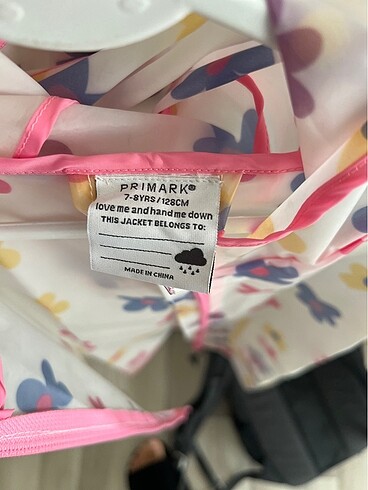 PRIMARK®
7-8YRS/128CM
love me and hand me down
THIS JACKET BELONGS TO:
MADE IN CHINA